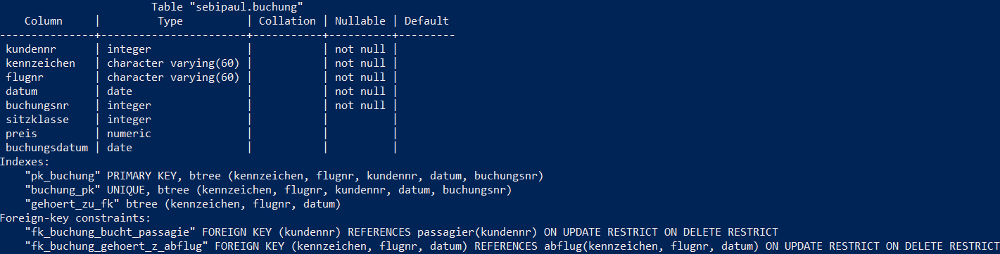 Table "sebipaul.buchung"
    Column    |         Type          | Collation | Nullable | Default
--------------+-----------------------+-----------+----------+---------
 kundennr     | integer               |           | not null |
 kennzeichen  | character varying(60) |           | not null |
 flugnr       | character varying(60) |           | not null |
 datum        | date                  |           | not null |
 buchungsnr   | integer               |           | not null |
 sitzklasse   | integer               |           |          |
 preis        | numeric               |           |          |
 buchungsdatum | date                  |           |          |
Indexes:
    "pk_buchung" PRIMARY KEY, btree (kennzeichen, flugnr, kundennr, datum, buchungsnr)
    "buchung_pk" UNIQUE, btree (kennzeichen, flugnr, kundennr, datum, buchungsnr)
    "gehoert_zu_fk" btree (kennzeichen, flugnr, datum)
Foreign-key constraints:
    "fk_buchung_bucht_passagie" FOREIGN KEY (kundennr) REFERENCES passagier(kundennr) ON UPDATE RESTRICT ON DELETE RESTRICT
    "fk_buchung_gehoert_z_abflug" FOREIGN KEY (kennzeichen, flugnr, datum) REFERENCES abflug(kennzeichen, flugnr, datum) ON UPDATE RESTRICT ON DELETE RESTRICT